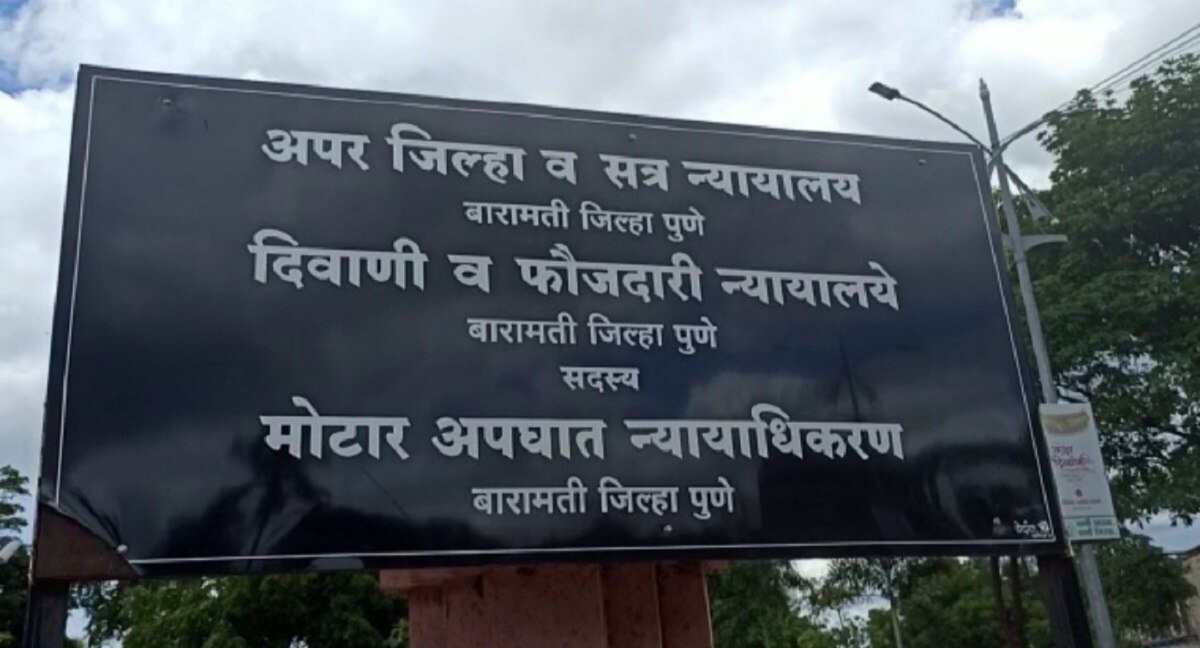 अपर जिल्हा व सत्र न्यायालय
बारामती जिल्हा पुणे
दिवाणी व फौजदारी न्यायालये
बारामती जिल्हा पुणे
सदस्य
मोटार अपघात न्यायाधिकरण
बारामती जिल्हा पुणे